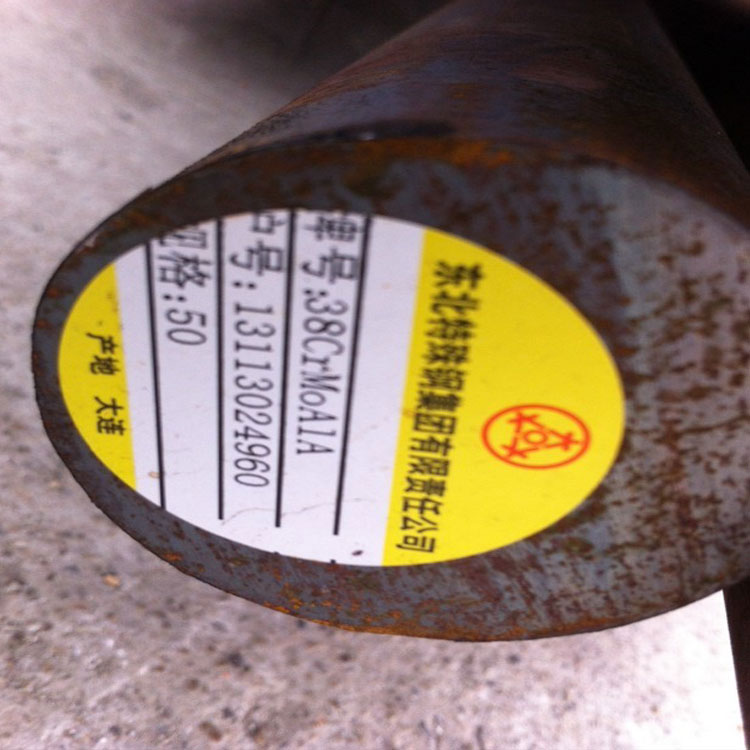 东北特殊钢集团有限责任公司
牌号:38CrMoAlA
炉号:13113024960
规格:50
产地 大连